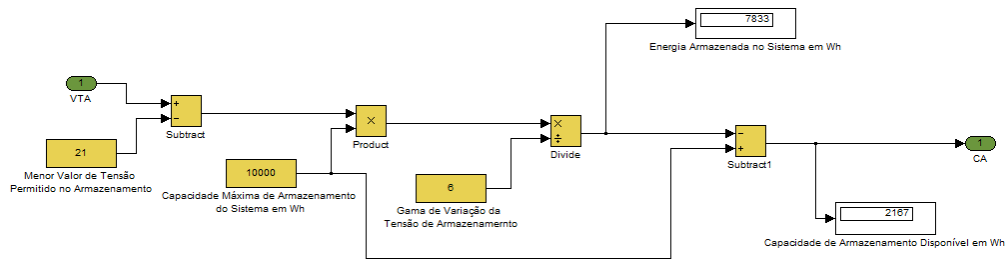 7833
Energia Armazenada no Sistema em Wh
1
VTA
+
−
Subtract
×
Product
×
÷
Divide
−
+
Subtract1
1
CA
21
Menor Valor de Tensão
Permitido no Armazenamento
10000
Capacidade Máxima de Armazenamento
do Sistema em Wh
6
Gama de Variação da
Tensão de Armazenamernto
2167
Capacidade de Armazenamento Disponível em Wh